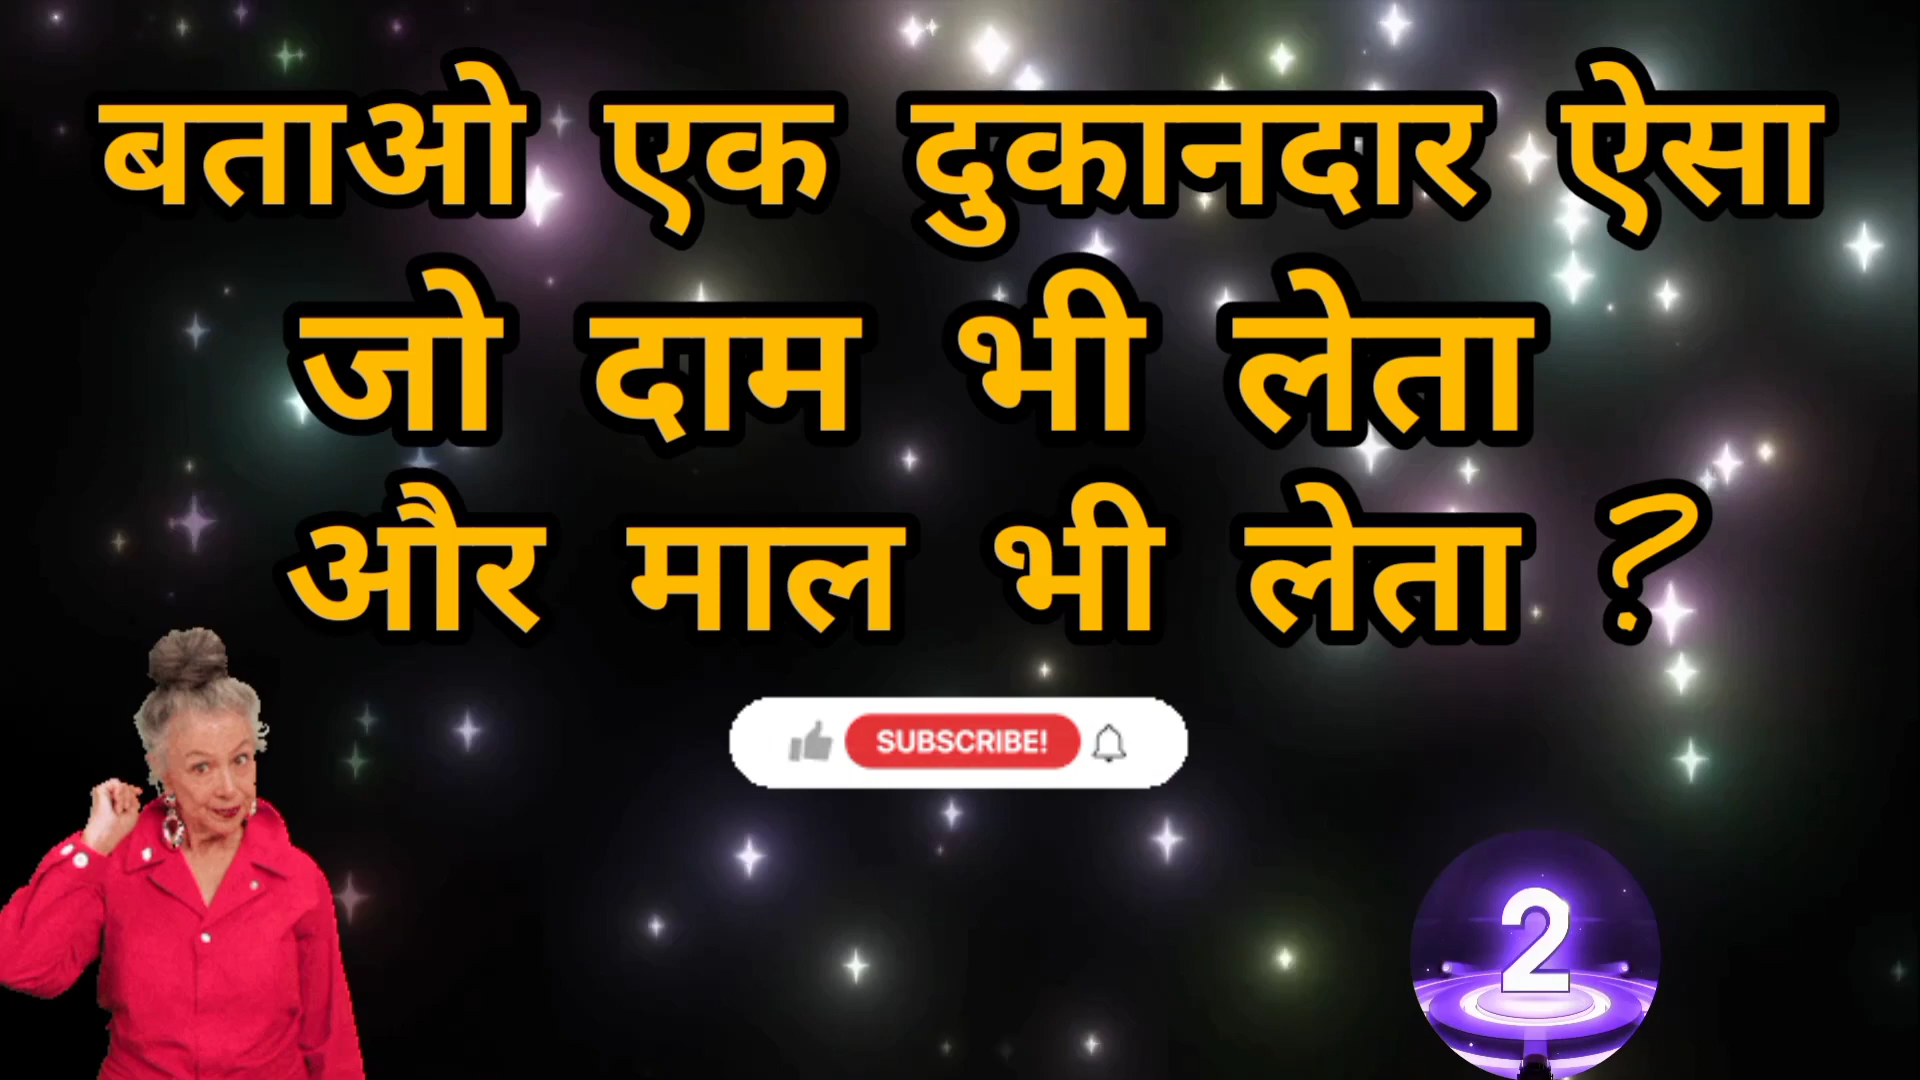 बताओ एक दुकानदार ऐसा
जो दाम भी लेता
और माल भी लेता ?
SUBSCRIBE!
2